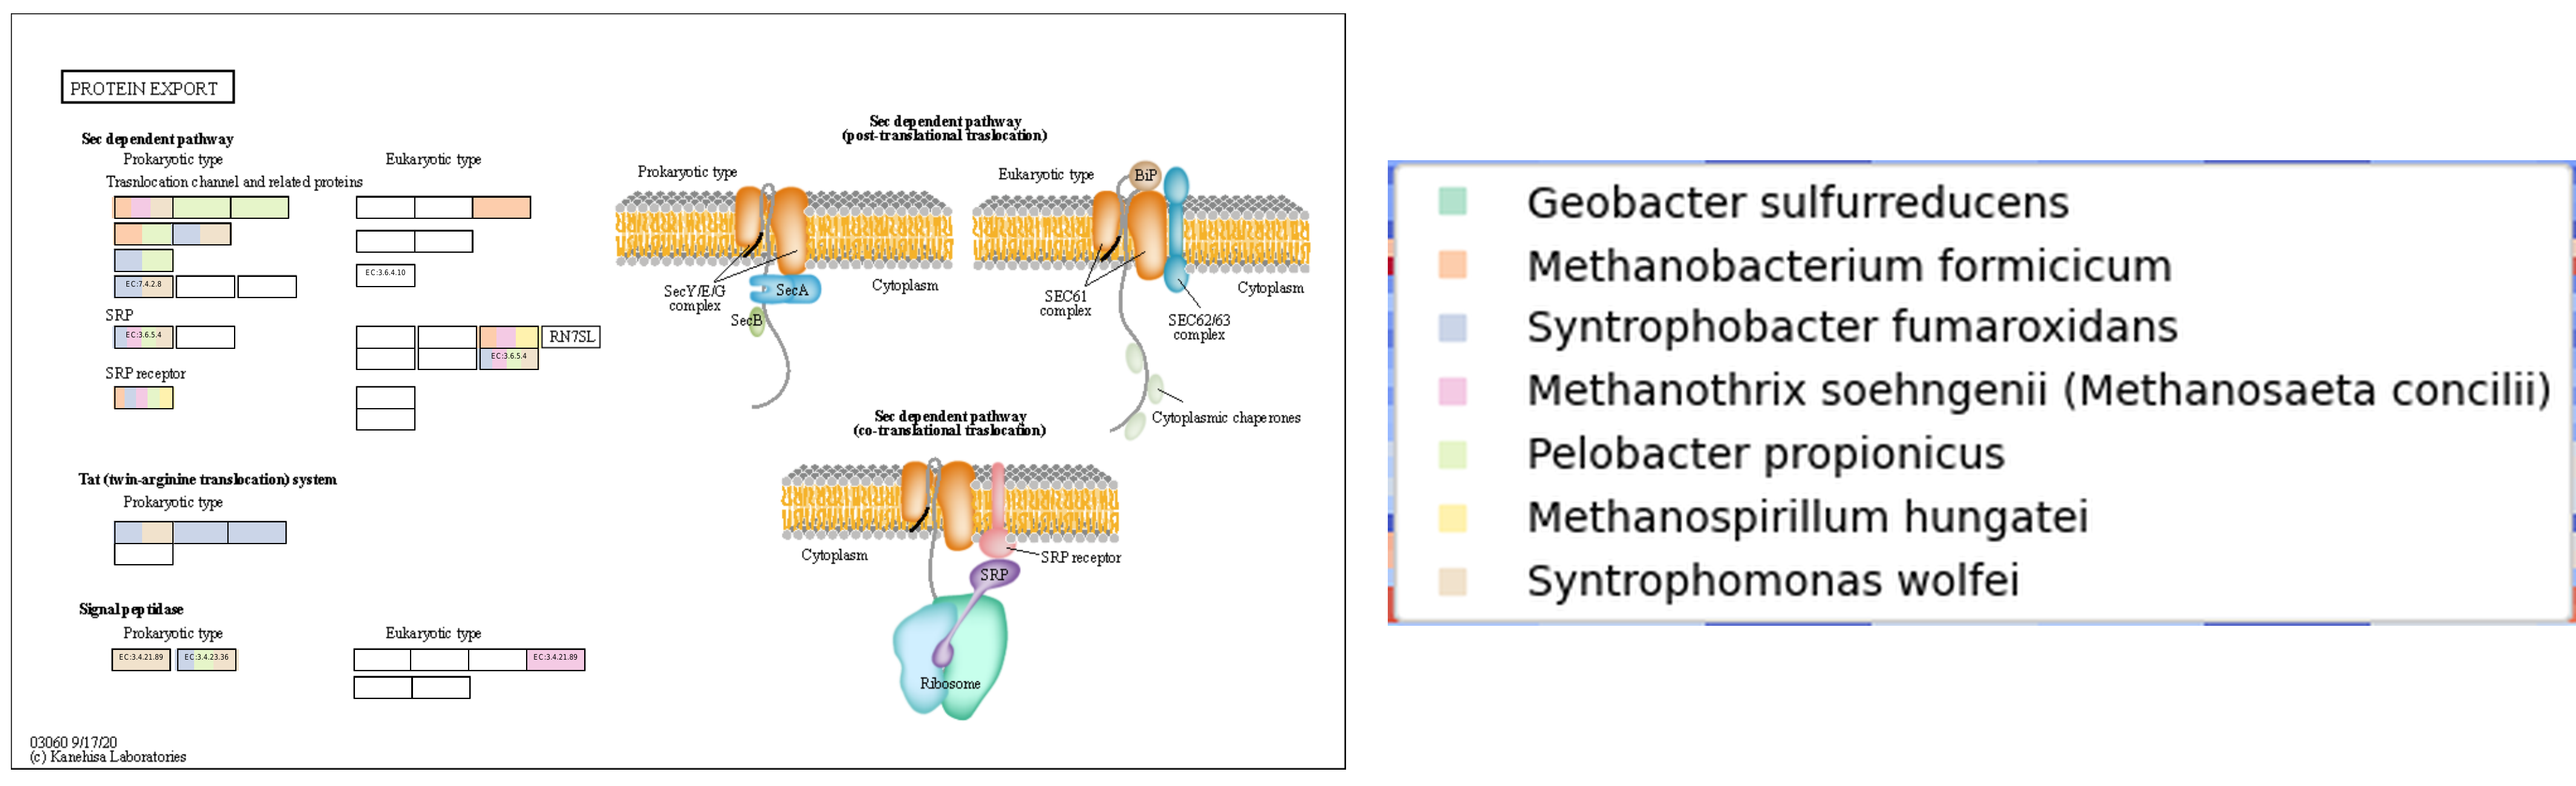 PROTEIN EXPORT
Sec dependent pathway
Prokaryotic type
Eukaryotic type
Trasnlocation channel and related proteins
EC:3.6.4.10
EC:7.4.2.8
SRP
EC:3.6.5.4
RN7SL
EC:3.6.5.4
SRP receptor
Tat (twin-arginine translocation) system
Prokaryotic type
Signal peptidase
Prokaryotic type
Eukaryotic type
EC:3.4.21.89
EC:3.4.23.36
EC:3.4.21.89
03060 9/17/20
(c) Kanehisa Laboratories
Sec dependent pathway
(post-translational traslocation)
Prokaryotic type
SecY/E/G
complex
SecA
SecB
Cytoplasm
Eukaryotic type
BiP
SEC61
complex
Cytoplasm
SEC62/63
complex
Cytoplasmic chaperones
Sec dependent pathway
(co-translational traslocation)
Cytoplasm
SRP receptor
SRP
Ribosome
Geobacter sulfurreducens
Methanobacterium formicicum
Syntrophobacter fumaroxidans
Methanothrix soehngenii (Methanosaeta concilii)
Pelobacter propionicus
Methanospirillum hungatei
Syntrophomonas wolfei